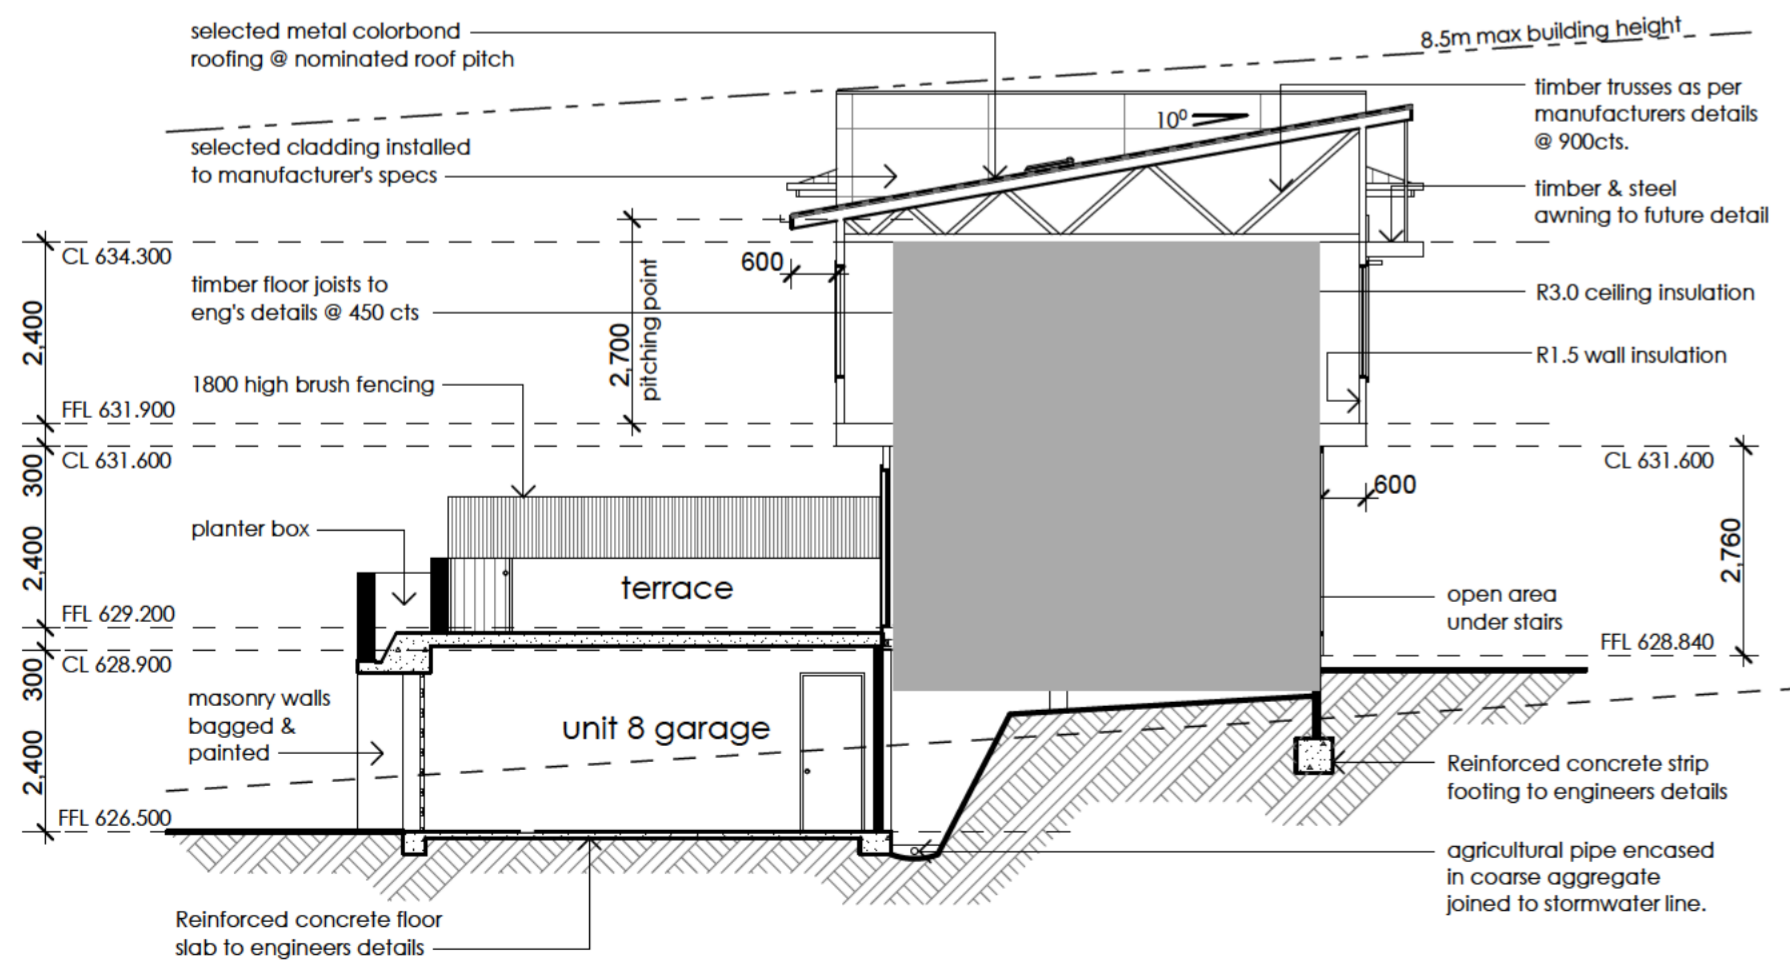 selected metal colorbond
roofing @ nominated roof pitch
8.5m max building height
timber trusses as per
manufacturers details
@ 900cts.
10⁰
selected cladding installed
to manufacturer's specs
timber & steel
awning to future detail
CL 634.300
600
timber floor joists to
eng's details @ 450 cts
R3.0 ceiling insulation
2,400
2,700
pitching point
R1.5 wall insulation
1800 high brush fencing
FFL 631.900
300
CL 631.600
CL 631.600
600
planter box
2,400
2,760
terrace
open area
under stairs
FFL 629.200
FFL 628.840
300
CL 628.900
masonry walls
bagged &
painted
unit 8 garage
2,400
Reinforced concrete strip
footing to engineers details
FFL 626.500
agricultural pipe encased
in coarse aggregate
joined to stormwater line.
Reinforced concrete floor
slab to engineers details